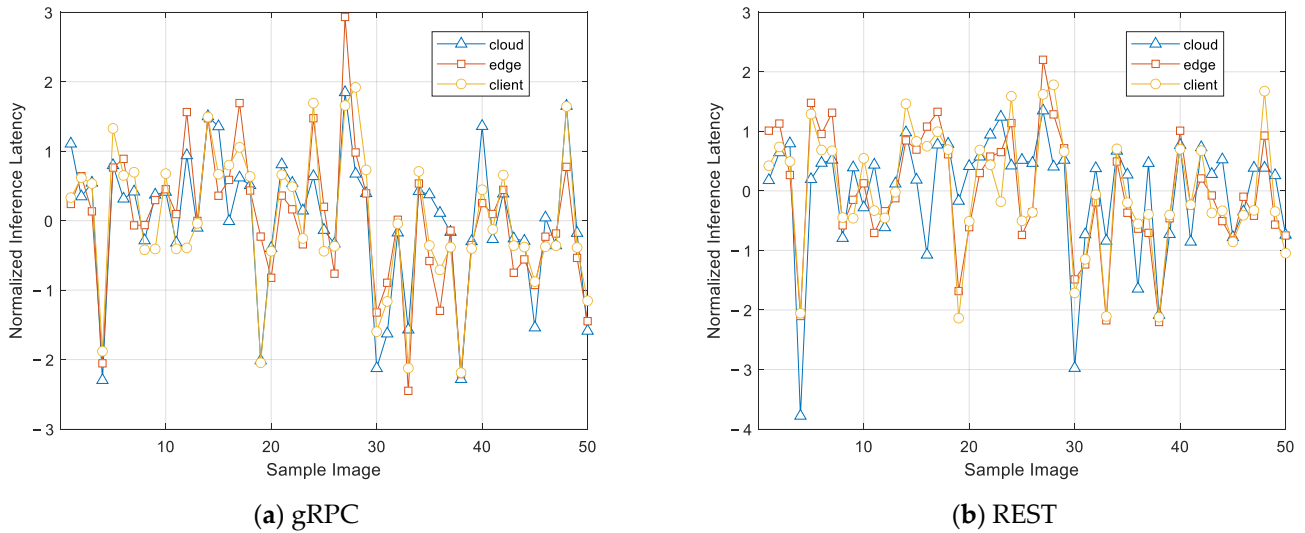 3
2
1
0
− 1
− 2
− 3
Normalized Inference Latency
cloud
edge
client
10
20
30
40
50
Sample Image
(a) gRPC
3
2
1
0
− 1
− 2
− 3
− 4
Normalized Inference Latency
cloud
edge
client
10
20
30
40
50
Sample Image
(b) REST